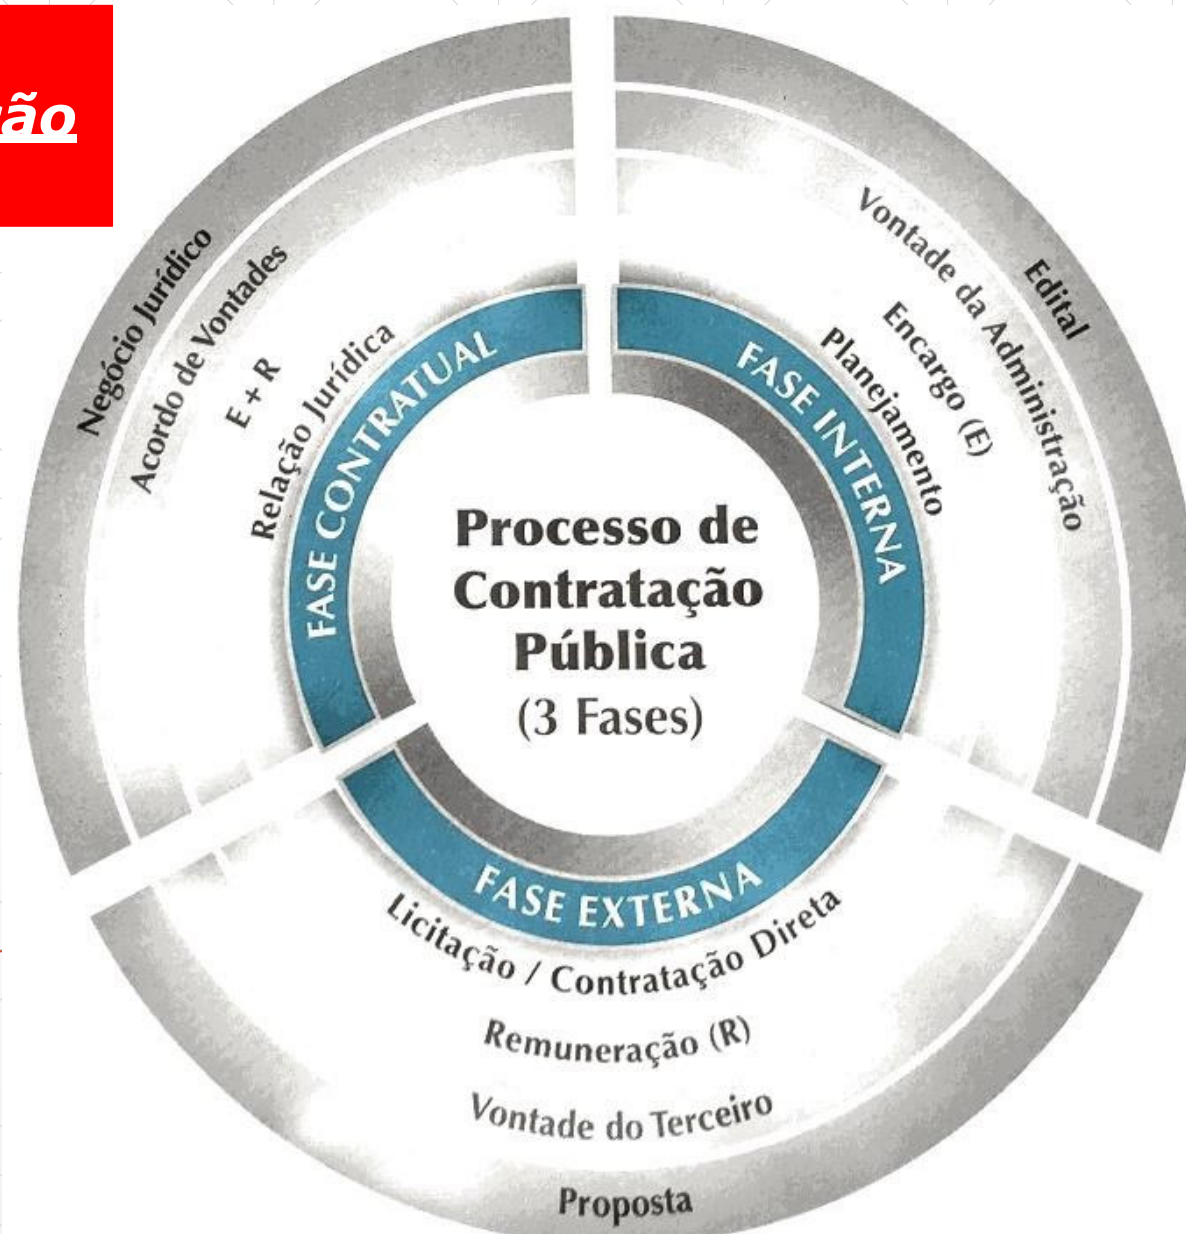 ção
Processo de
Contratação
Pública
(3 Fases)
FASE INTERNA
Planejamento
Encargo (E)
Vontade da Administração
Edital
FASE EXTERNA
Licitação / Contratação Direta
Remuneração (R)
Vontade do Terceiro
Proposta
FASE CONTRATUAL
Relação Jurídica
E + R
Acordo de Vontades
Negócio Jurídico